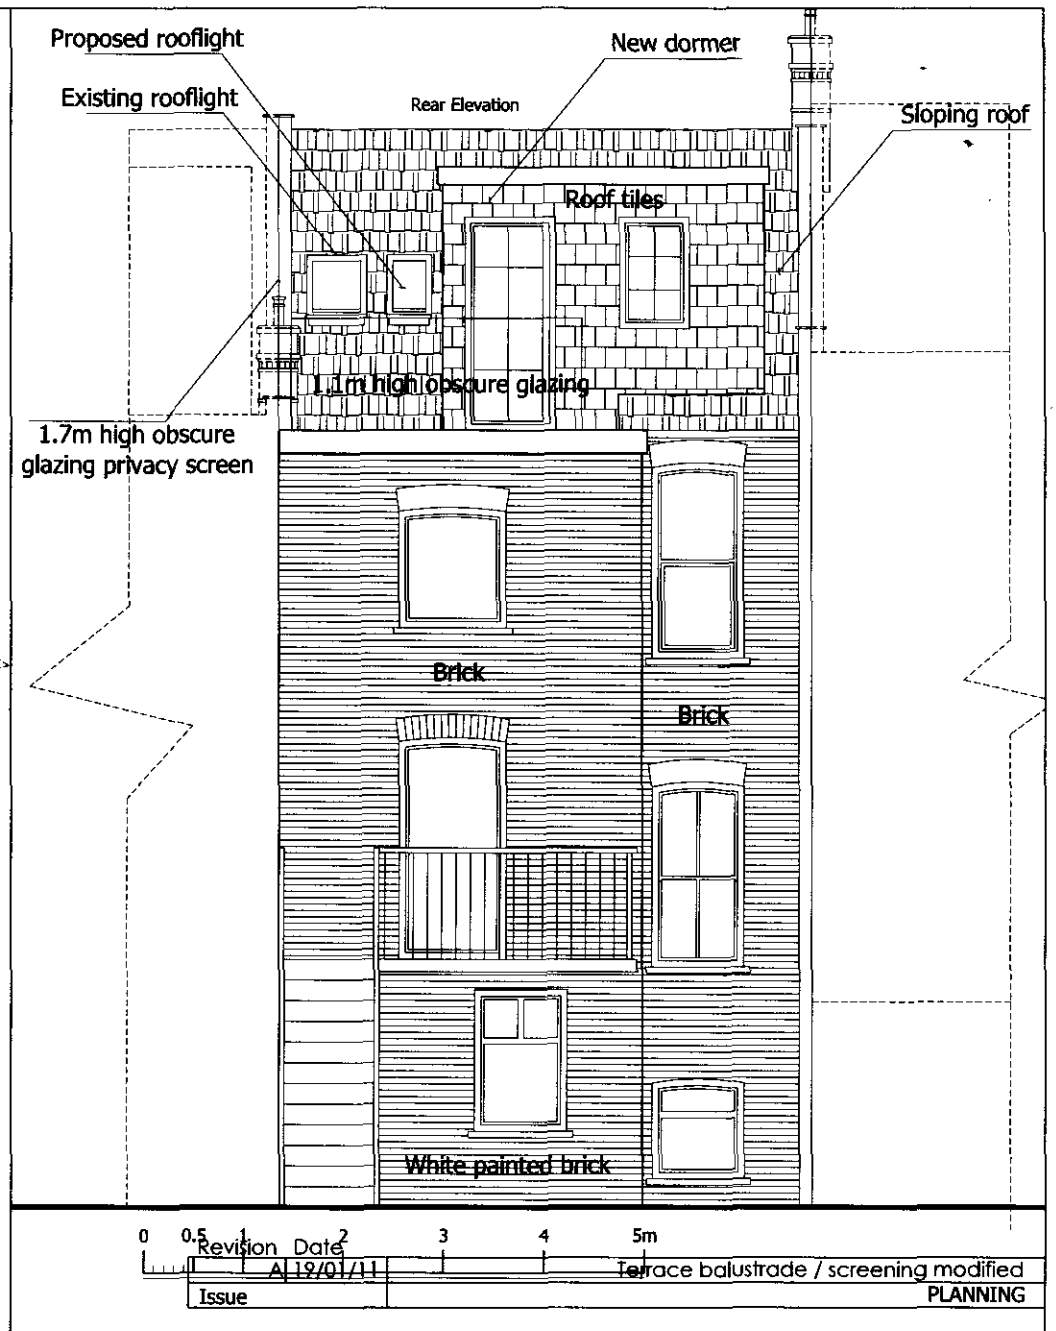 Proposed rooflight
New dormer
Existing rooflight
Rear Elevation
Sloping roof
Roof tiles
1.1m high obscure glazing
1.7m high obscure
glazing privacy screen
Brick
Brick
White painted brick
0 0.5 1 2 3 4 5m
Revision Date
A 19/01/11 Terrace balustrade / screening modified
Issue PLANNING